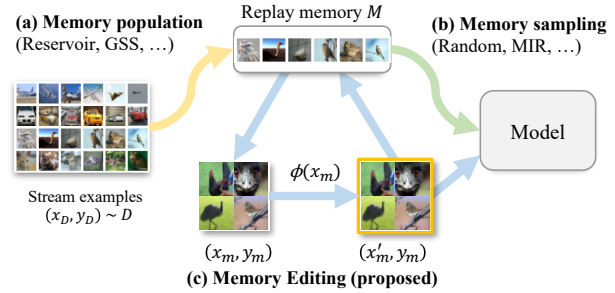 (a) Memory population
(Reservoir, GSS, …)
Replay memory M
(b) Memory sampling
(Random, MIR, …)
Model
Stream examples
(x_D, y_D) ~ D
ϕ(x_m)
(x_m, y_m)
(x′_m, y_m)
(c) Memory Editing (proposed)